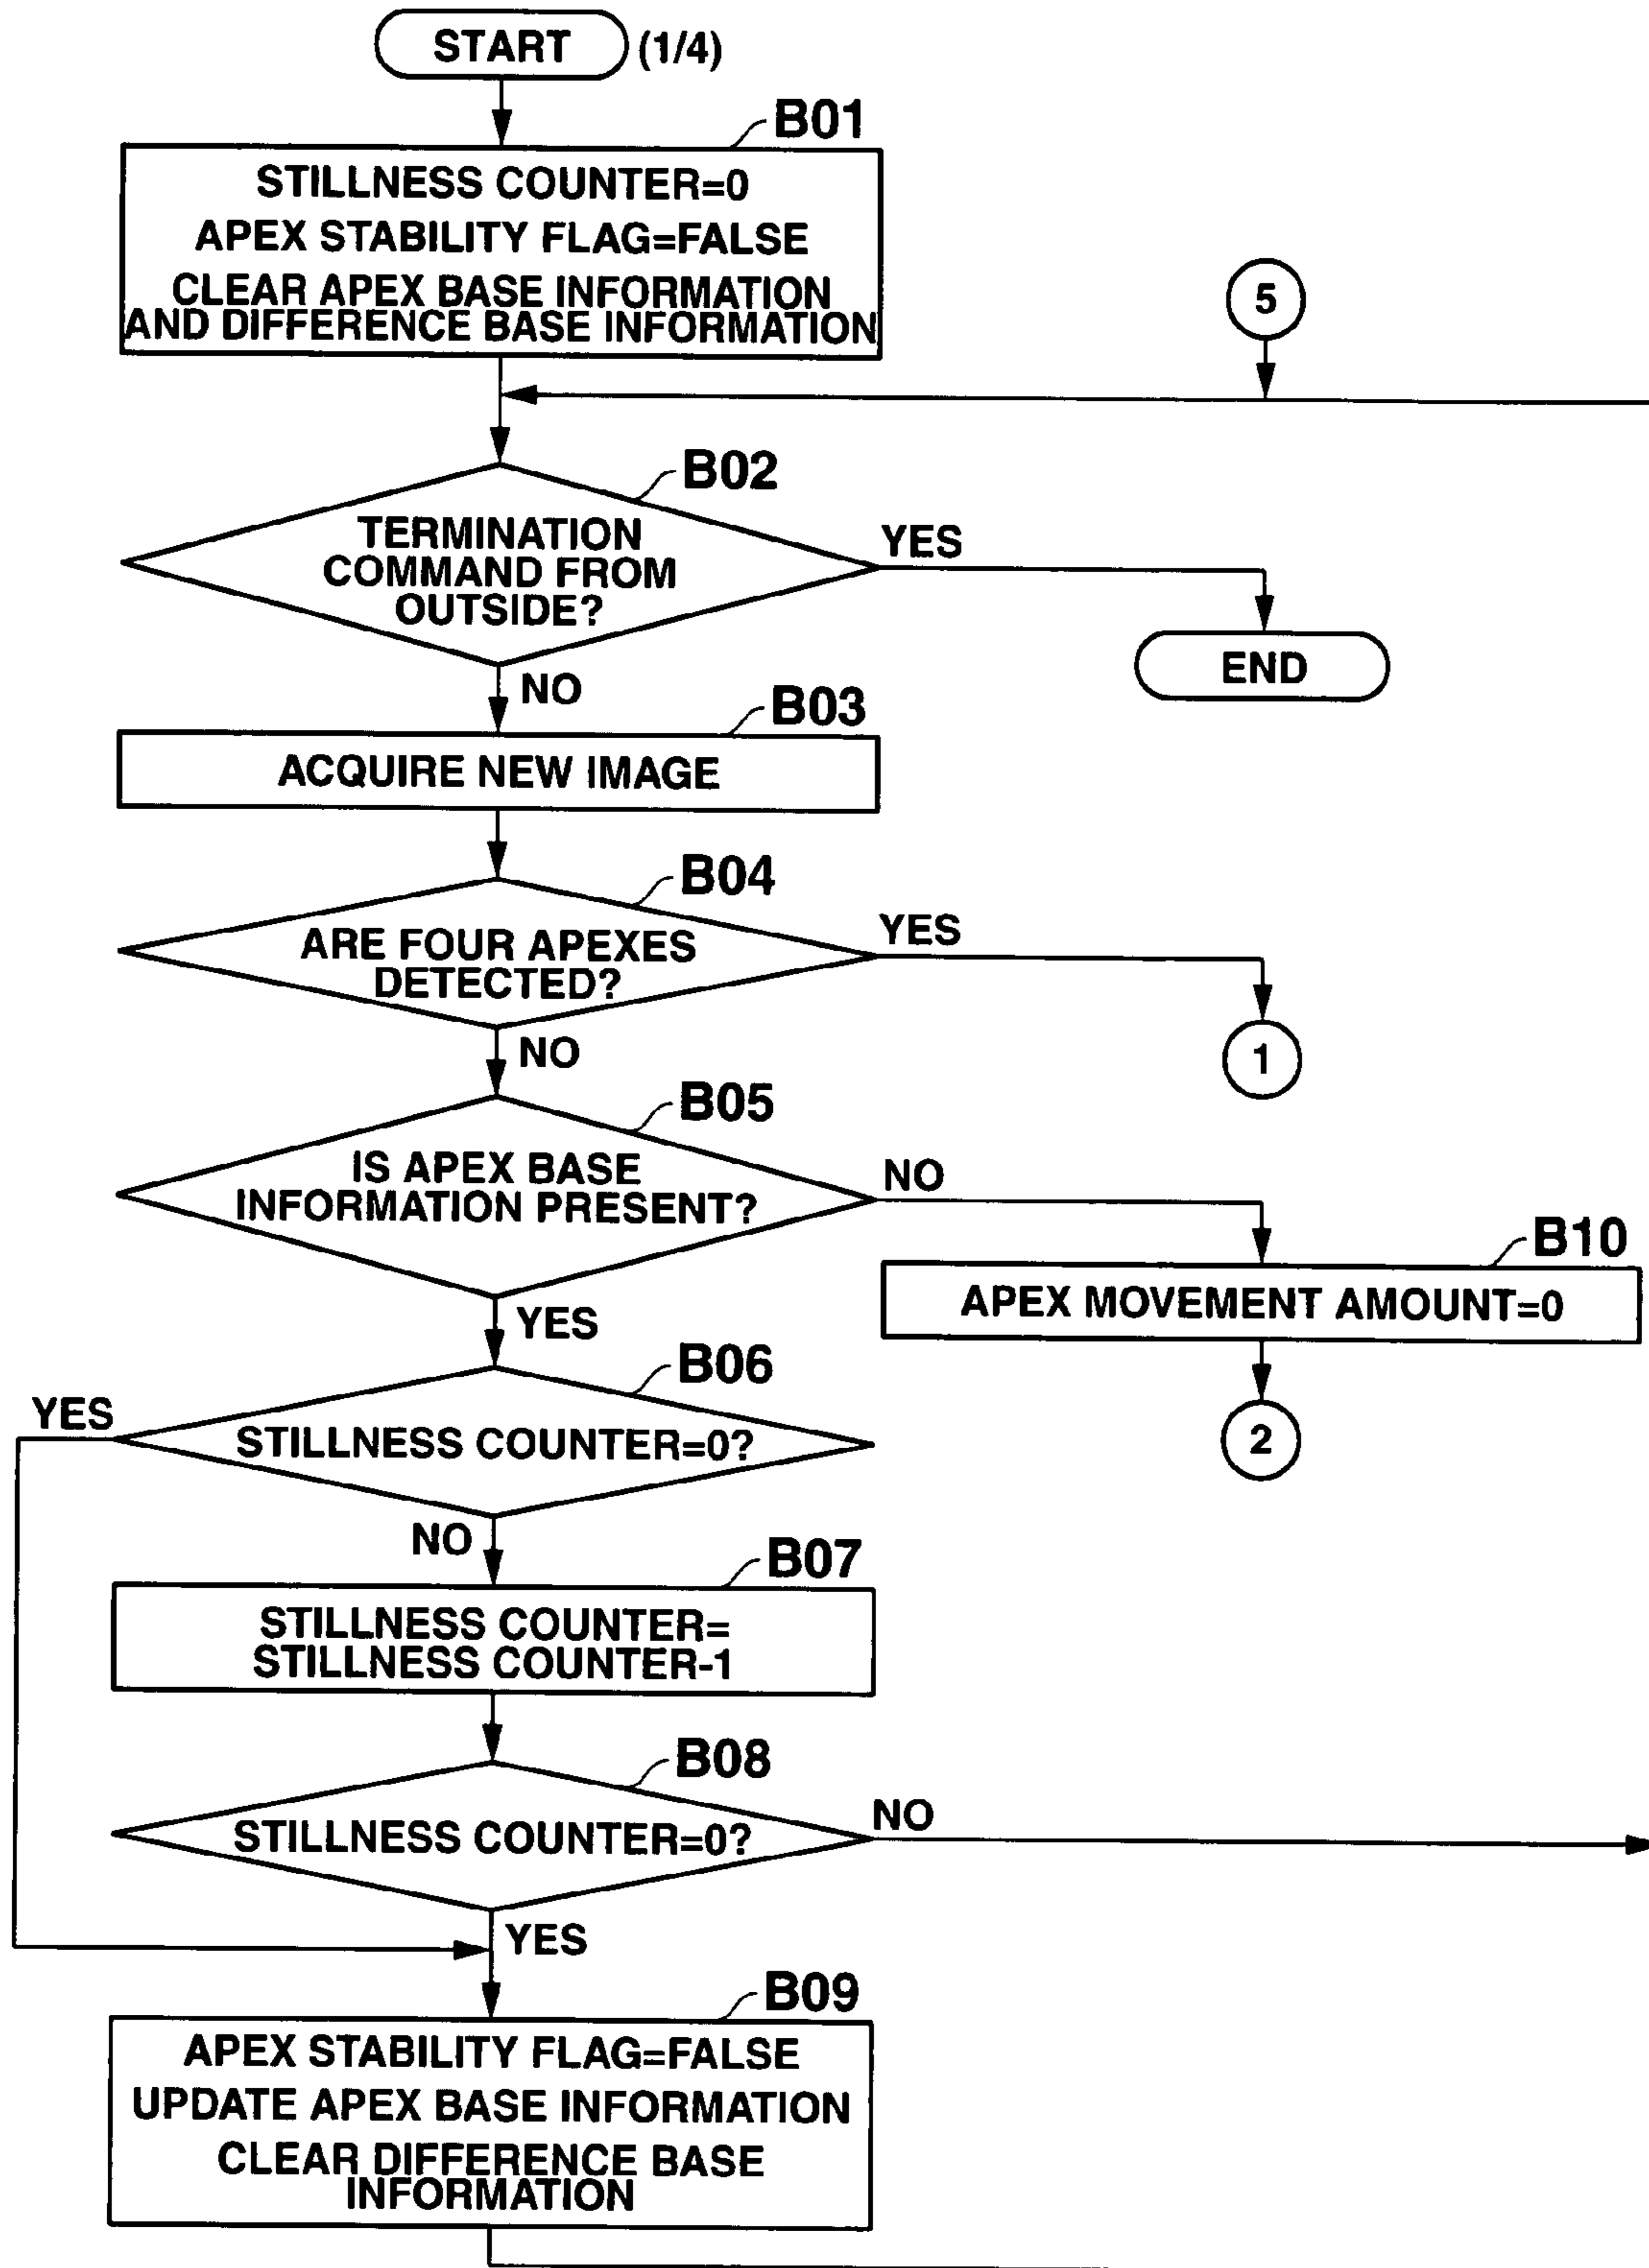 START (1/4)
B01
STILLNESS COUNTER=0
APEX STABILITY FLAG=FALSE
CLEAR APEX BASE INFORMATION
AND DIFFERENCE BASE INFORMATION
5
B02
TERMINATION
COMMAND FROM
OUTSIDE?
YES
END
NO
B03
ACQUIRE NEW IMAGE
B04
ARE FOUR APEXES
DETECTED?
YES
1
NO
B05
IS APEX BASE
INFORMATION PRESENT?
NO
B10
APEX MOVEMENT AMOUNT=0
2
YES
B06
YES
STILLNESS COUNTER=0?
NO
B07
STILLNESS COUNTER=
STILLNESS COUNTER-1
B08
STILLNESS COUNTER=0?
NO
YES
B09
APEX STABILITY FLAG=FALSE
UPDATE APEX BASE INFORMATION
CLEAR DIFFERENCE BASE
INFORMATION